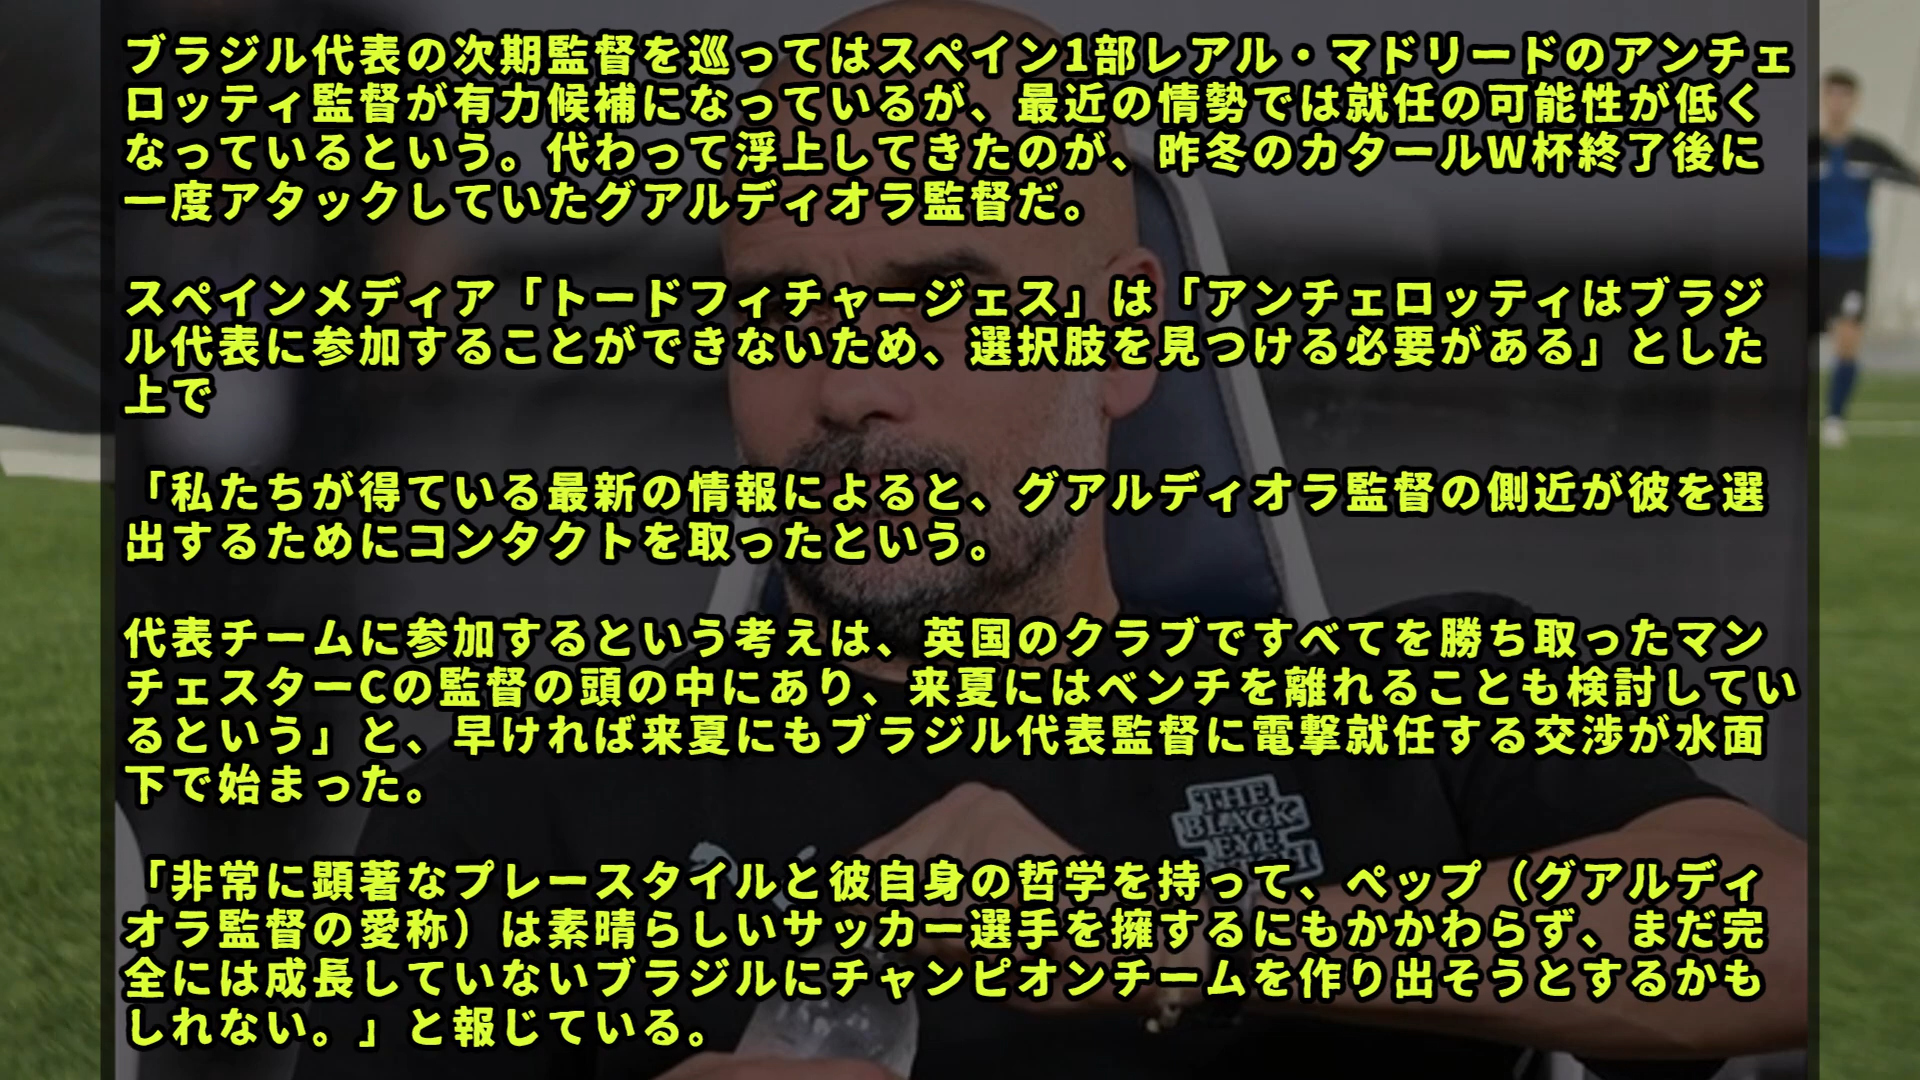 ブラジル代表の次期監督を巡ってはスペイン1部レアル・マドリードのアンチェ
ロッティ監督が有力候補になっているが、最近の情勢では就任の可能性が低く
なっているという。代わって浮上してきたのが、昨冬のカタールW杯終了後に
一度アタックしていたグアルディオラ監督だ。
スペインメディア「トードフィチャージェス」は「アンチェロッティはブラジ
ル代表に参加することができないため、選択肢を見つける必要がある」とした
上で
「私たちが得ている最新の情報によると、グアルディオラ監督の側近が彼を選
出するためにコンタクトを取ったという。
代表チームに参加するという考えは、英国のクラブですべてを勝ち取ったマン
チェスターCの監督の頭の中にあり、来夏にはベンチを離れることも検討してい
るという」と、早ければ来夏にもブラジル代表監督に電撃就任する交渉が水面
下で始まった。
THE
BLACK
EYE
「非常に顕著なプレースタイルと彼自身の哲学を持って、ペップ（グアルディ
オラ監督の愛称）は素晴らしいサッカー選手を擁するにもかかわらず、まだ完
全には成長していないブラジルにチャンピオンチームを作り出そうとするかも
しれない。」と報じている。